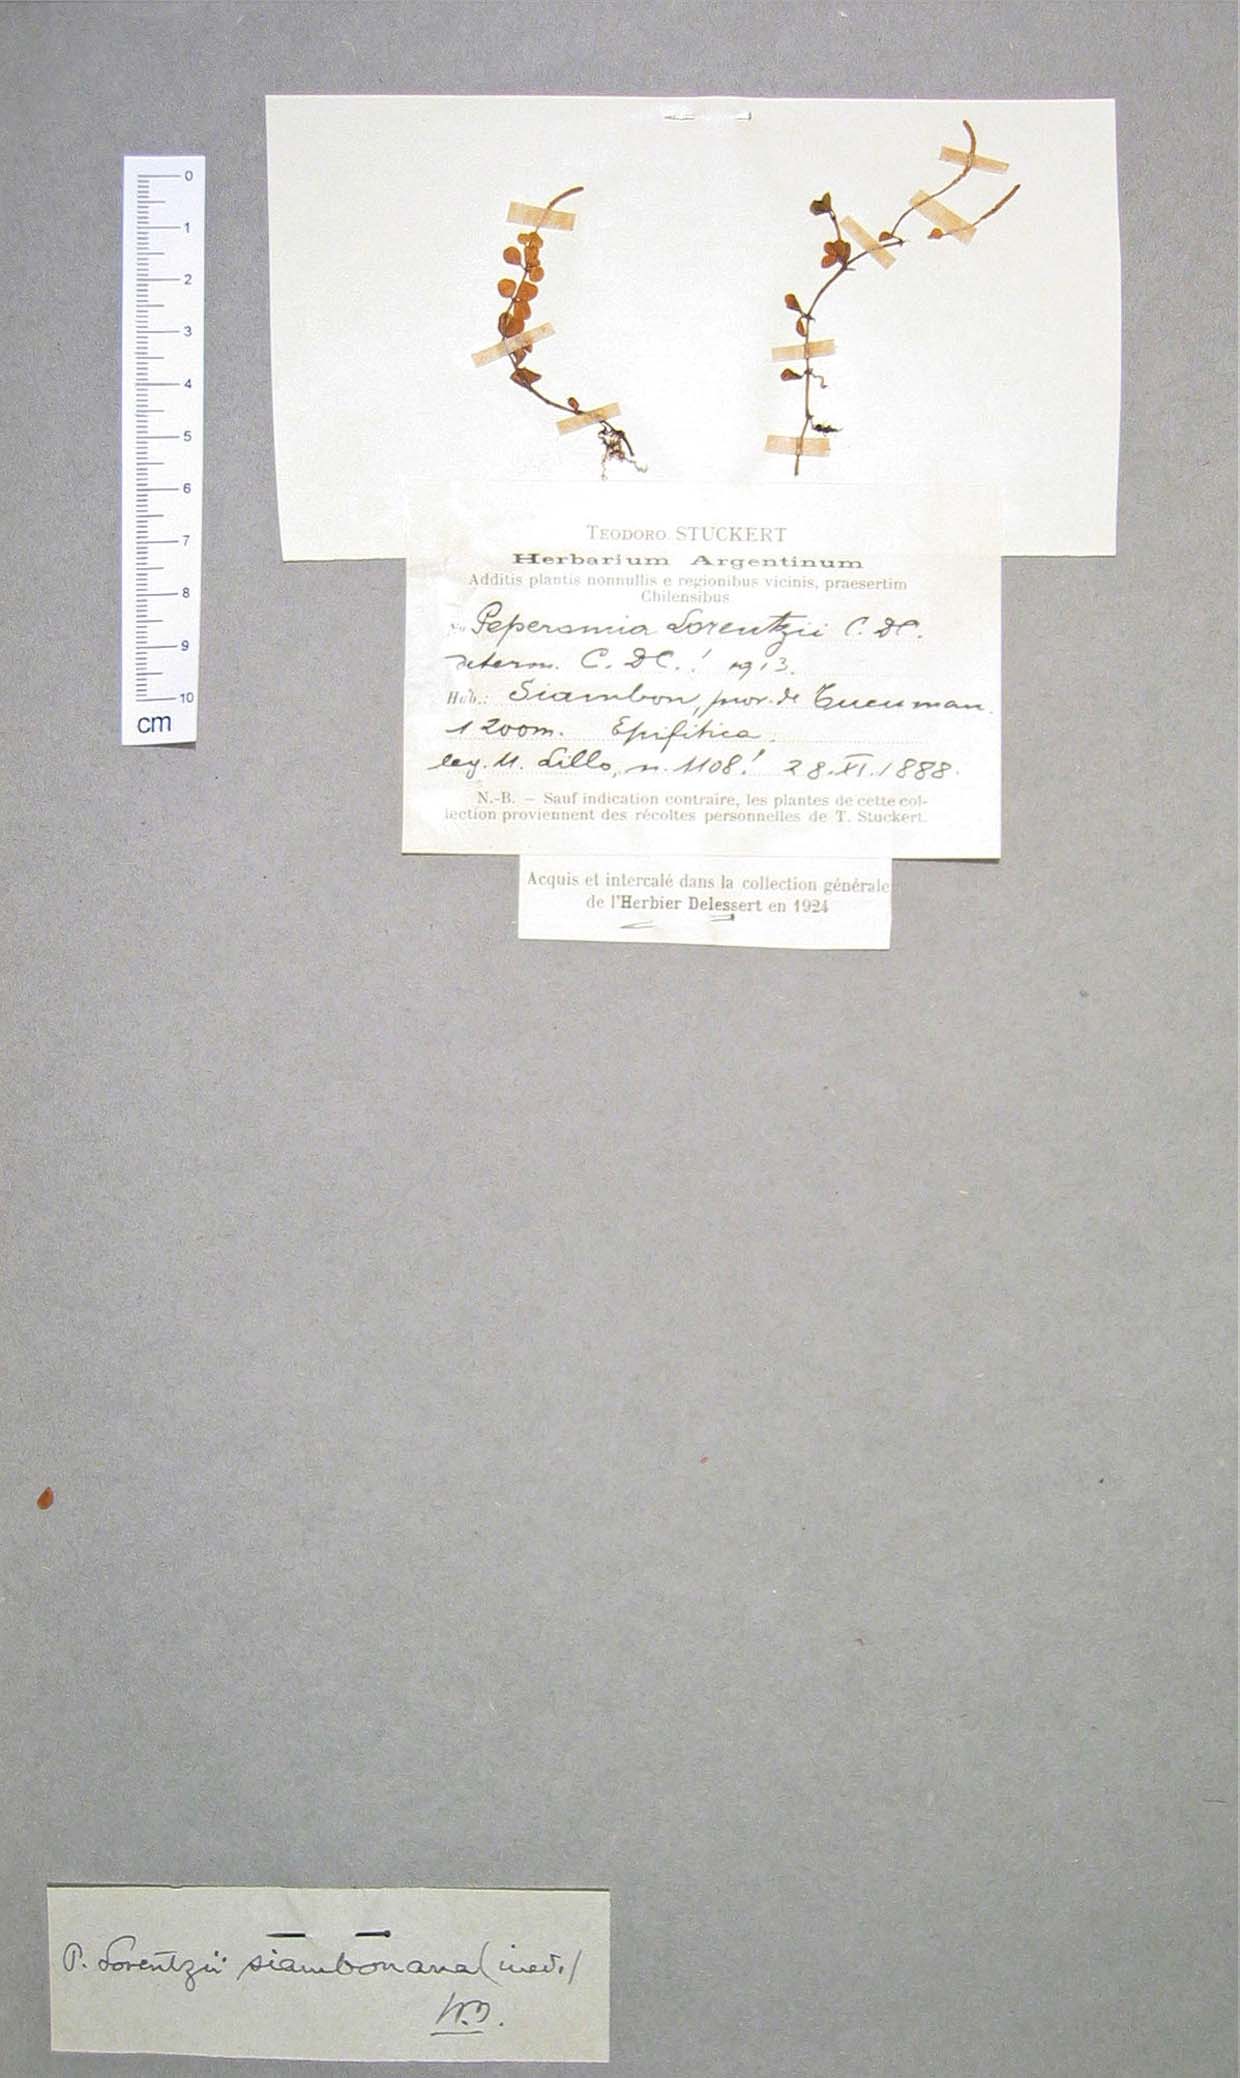 0
1
2
3
4
5
6
7
8
9
10
cm
TEODORO STUCKERT
Herbarium Argentinum
Additis plantis nonnullis e regionibus vicinis, praesertim
Chilensibus
No Peperomia Lorentzii C. DC.
determ. C. DC.! 1913.
Hab.: Siambon, prov. de Tucuman.
1200m. Epifitica.
leg. M. Lillo, n. 1108! 28.XI.1888.
N.-B. — Sauf indication contraire, les plantes de cette col-
lection proviennent des récoltes personnelles de T. Stuckert.
Acquis et intercalé dans la collection générale
de l'Herbier Delessert en 1924
P. Lorentzii siambonana (ined.)